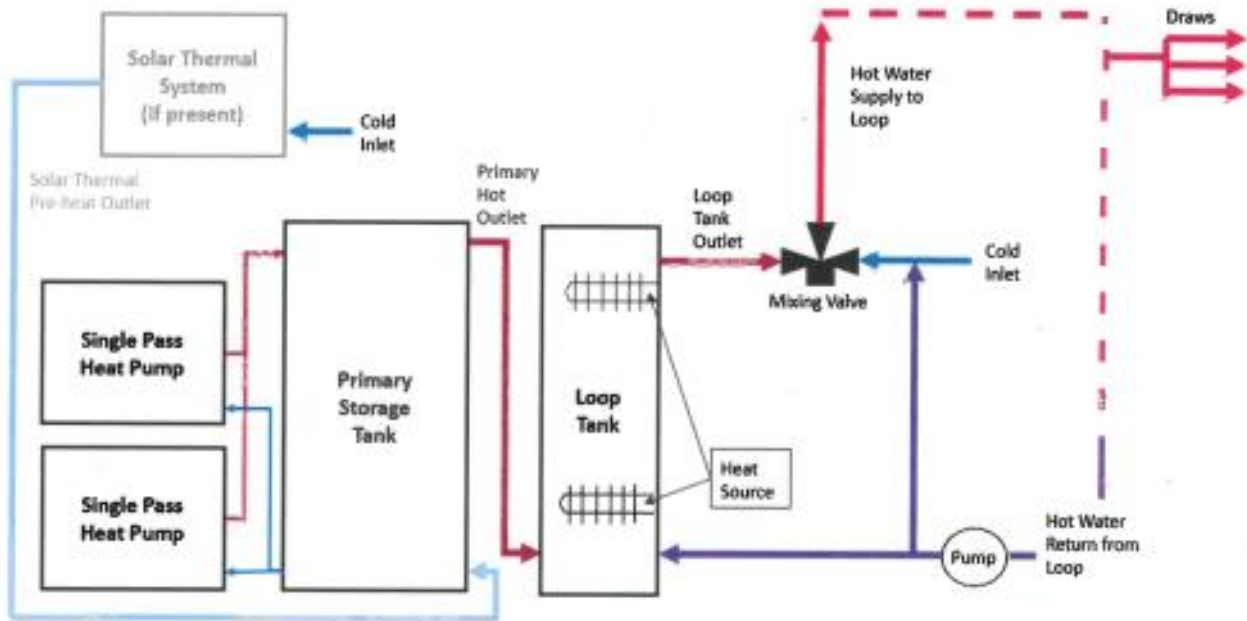 Solar Thermal
System
(if present)
Cold
Inlet
Solar Thermal
Pre-heat Outlet
Draws
Hot Water
Supply to
Loop
Primary
Hot
Outlet
Loop
Tank
Outlet
Cold
Inlet
Mixing Valve
Single Pass
Heat Pump
Primary
Storage
Tank
Loop
Tank
Single Pass
Heat Pump
Heat
Source
Pump
Hot Water
Return from
Loop